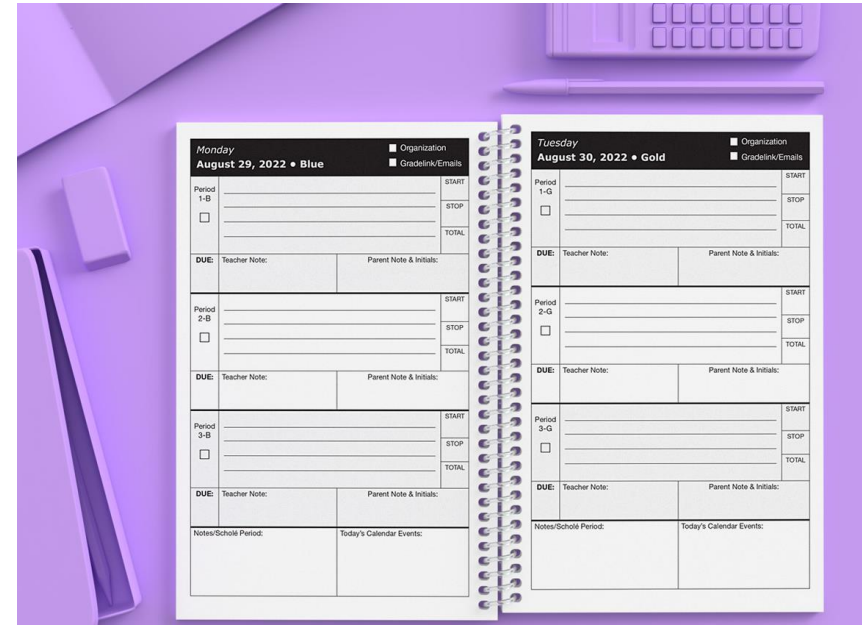 Monday
August 29, 2022 • Blue
Organization
Gradelink/Emails
Period
1-B
START
STOP
TOTAL
DUE:
Teacher Note:
Parent Note & Initials:
Period
2-B
START
STOP
TOTAL
DUE:
Teacher Note:
Parent Note & Initials:
Period
3-B
START
STOP
TOTAL
DUE:
Teacher Note:
Parent Note & Initials:
Notes/Scholé Period:
Today's Calendar Events:
Tuesday
August 30, 2022 • Gold
Organization
Gradelink/Emails
Period
1-G
START
STOP
TOTAL
DUE:
Teacher Note:
Parent Note & Initials:
Period
2-G
START
STOP
TOTAL
DUE:
Teacher Note:
Parent Note & Initials:
Period
3-G
START
STOP
TOTAL
DUE:
Teacher Note:
Parent Note & Initials:
Notes/Scholé Period:
Today's Calendar Events: